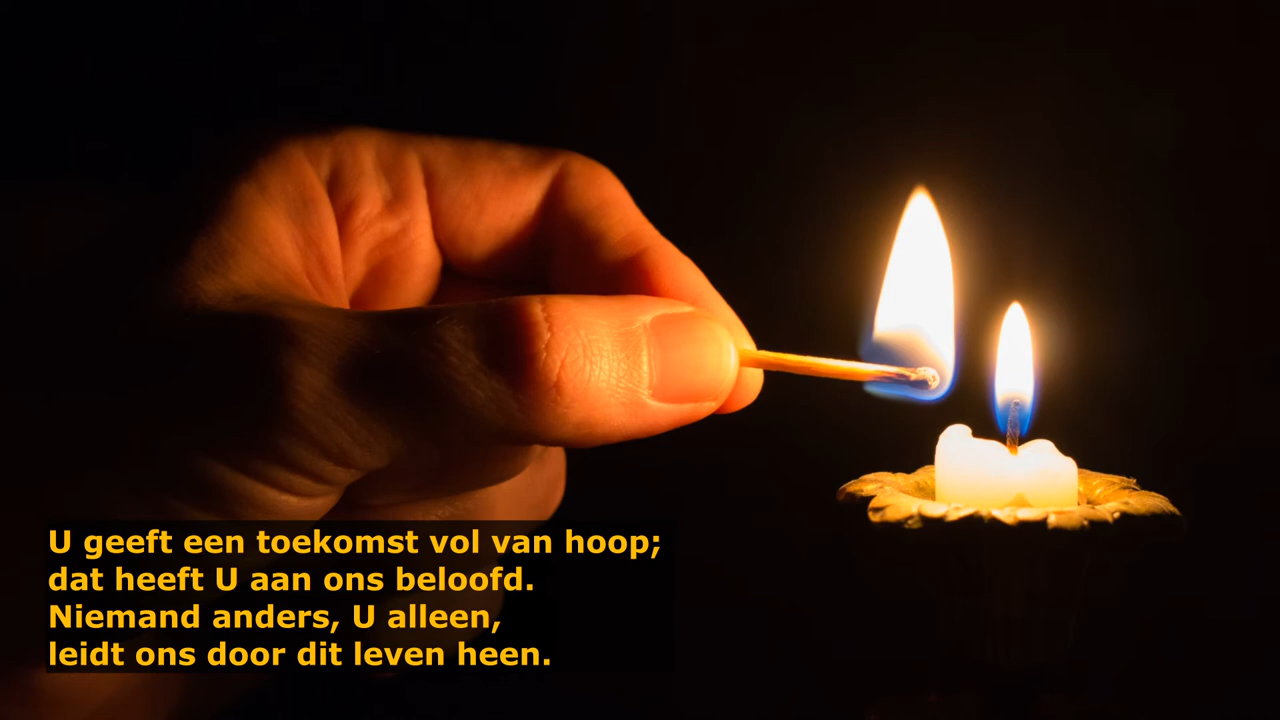 U geeft een toekomst vol van hoop;
dat heeft U aan ons beloofd.
Niemand anders, U alleen,
leidt ons door dit leven heen.